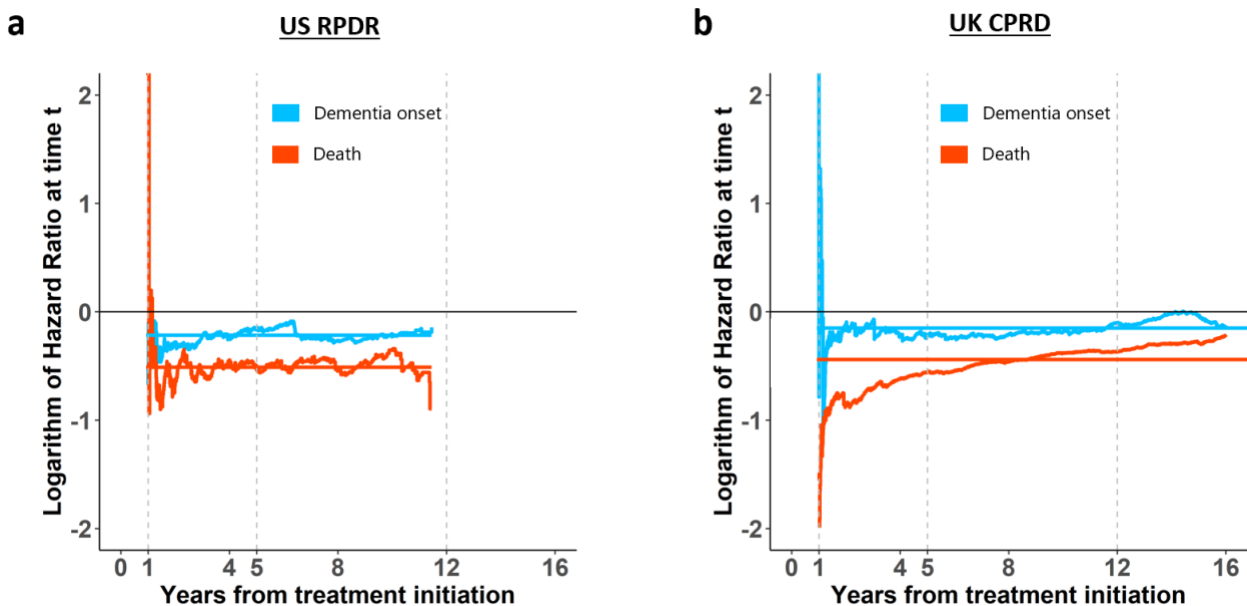 a
US RPDR
Logarithm of Hazard Ratio at time t
2
1
0
-1
-2
Dementia onset
Death
0 1 4 5 8 12 16
Years from treatment initiation
b
UK CPRD
Logarithm of Hazard Ratio at time t
2
1
0
-1
-2
Dementia onset
Death
0 1 4 5 8 12 16
Years from treatment initiation